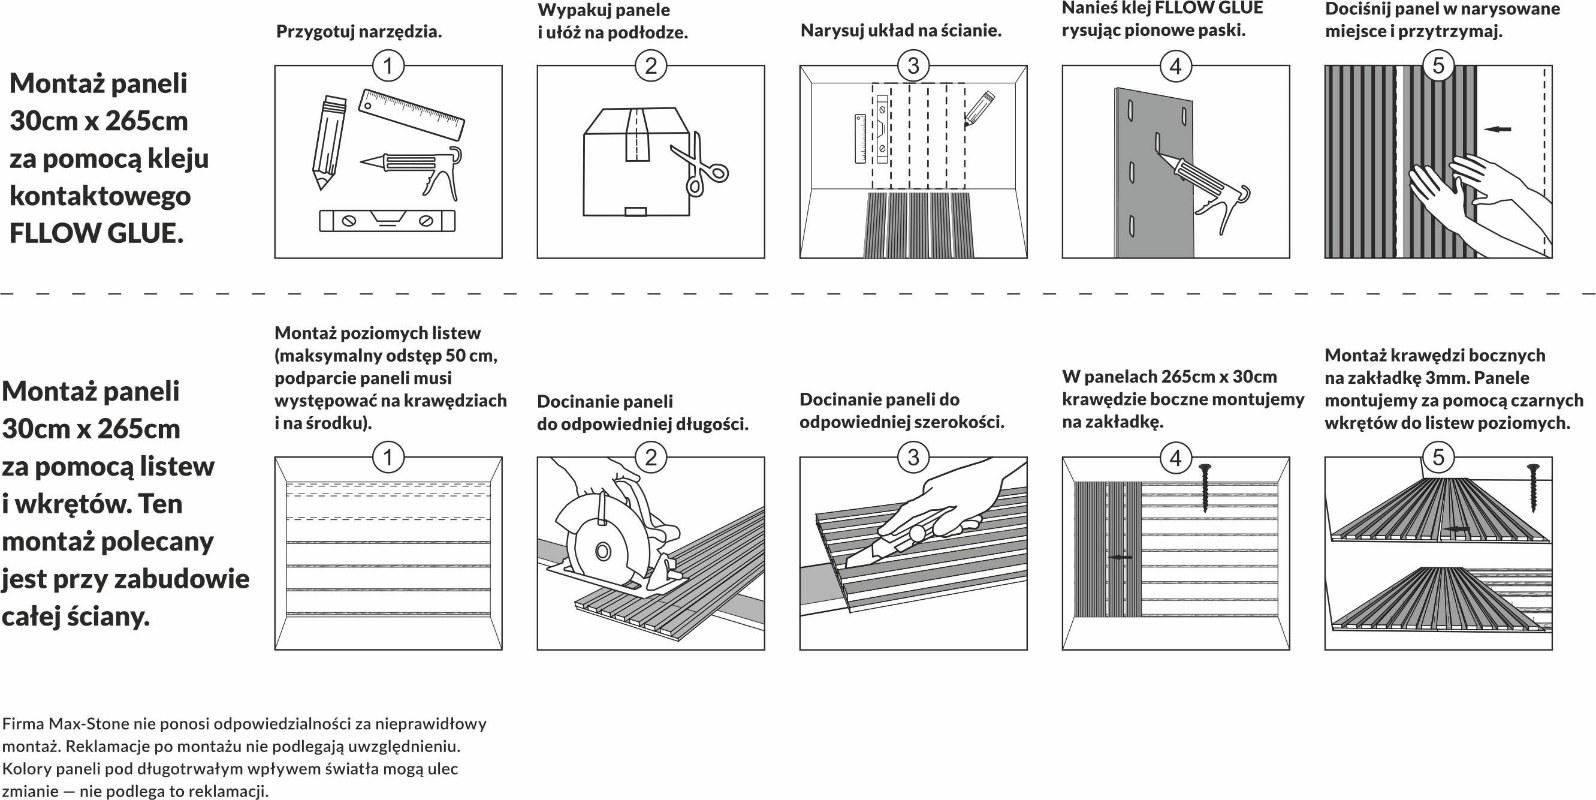 Montaż paneli
30cm x 265cm
za pomocą kleju
kontaktowego
FLLOW GLUE.
Przygotuj narzędzia.
1
Wypakuj panele
i ułóż na podłodze.
2
Narysuj układ na ścianie.
3
Nanieś klej FLLOW GLUE
rysując pionowe paski.
4
Dociśnij panel w narysowane
miejsce i przytrzymaj.
5
Montaż paneli
30cm x 265cm
za pomocą listew
i wkrętów. Ten
montaż polecany
jest przy zabudowie
całej ściany.
Montaż poziomych listew
(maksymalny odstęp 50 cm,
podparcie paneli musi
występować na krawędziach
i na środku).
1
Docinanie paneli
do odpowiedniej długości.
2
Docinanie paneli do
odpowiedniej szerokości.
3
W panelach 265cm x 30cm
krawędzie boczne montujemy
na zakładkę.
4
Montaż krawędzi bocznych
na zakładkę 3mm. Panele
montujemy za pomocą czarnych
wkrętów do listew poziomych.
5
Firma Max-Stone nie ponosi odpowiedzialności za nieprawidłowy
montaż. Reklamacje po montażu nie podlegają uwzględnieniu.
Kolory paneli pod długotrwałym wpływem światła mogą ulec
zmianie — nie podlega to reklamacji.